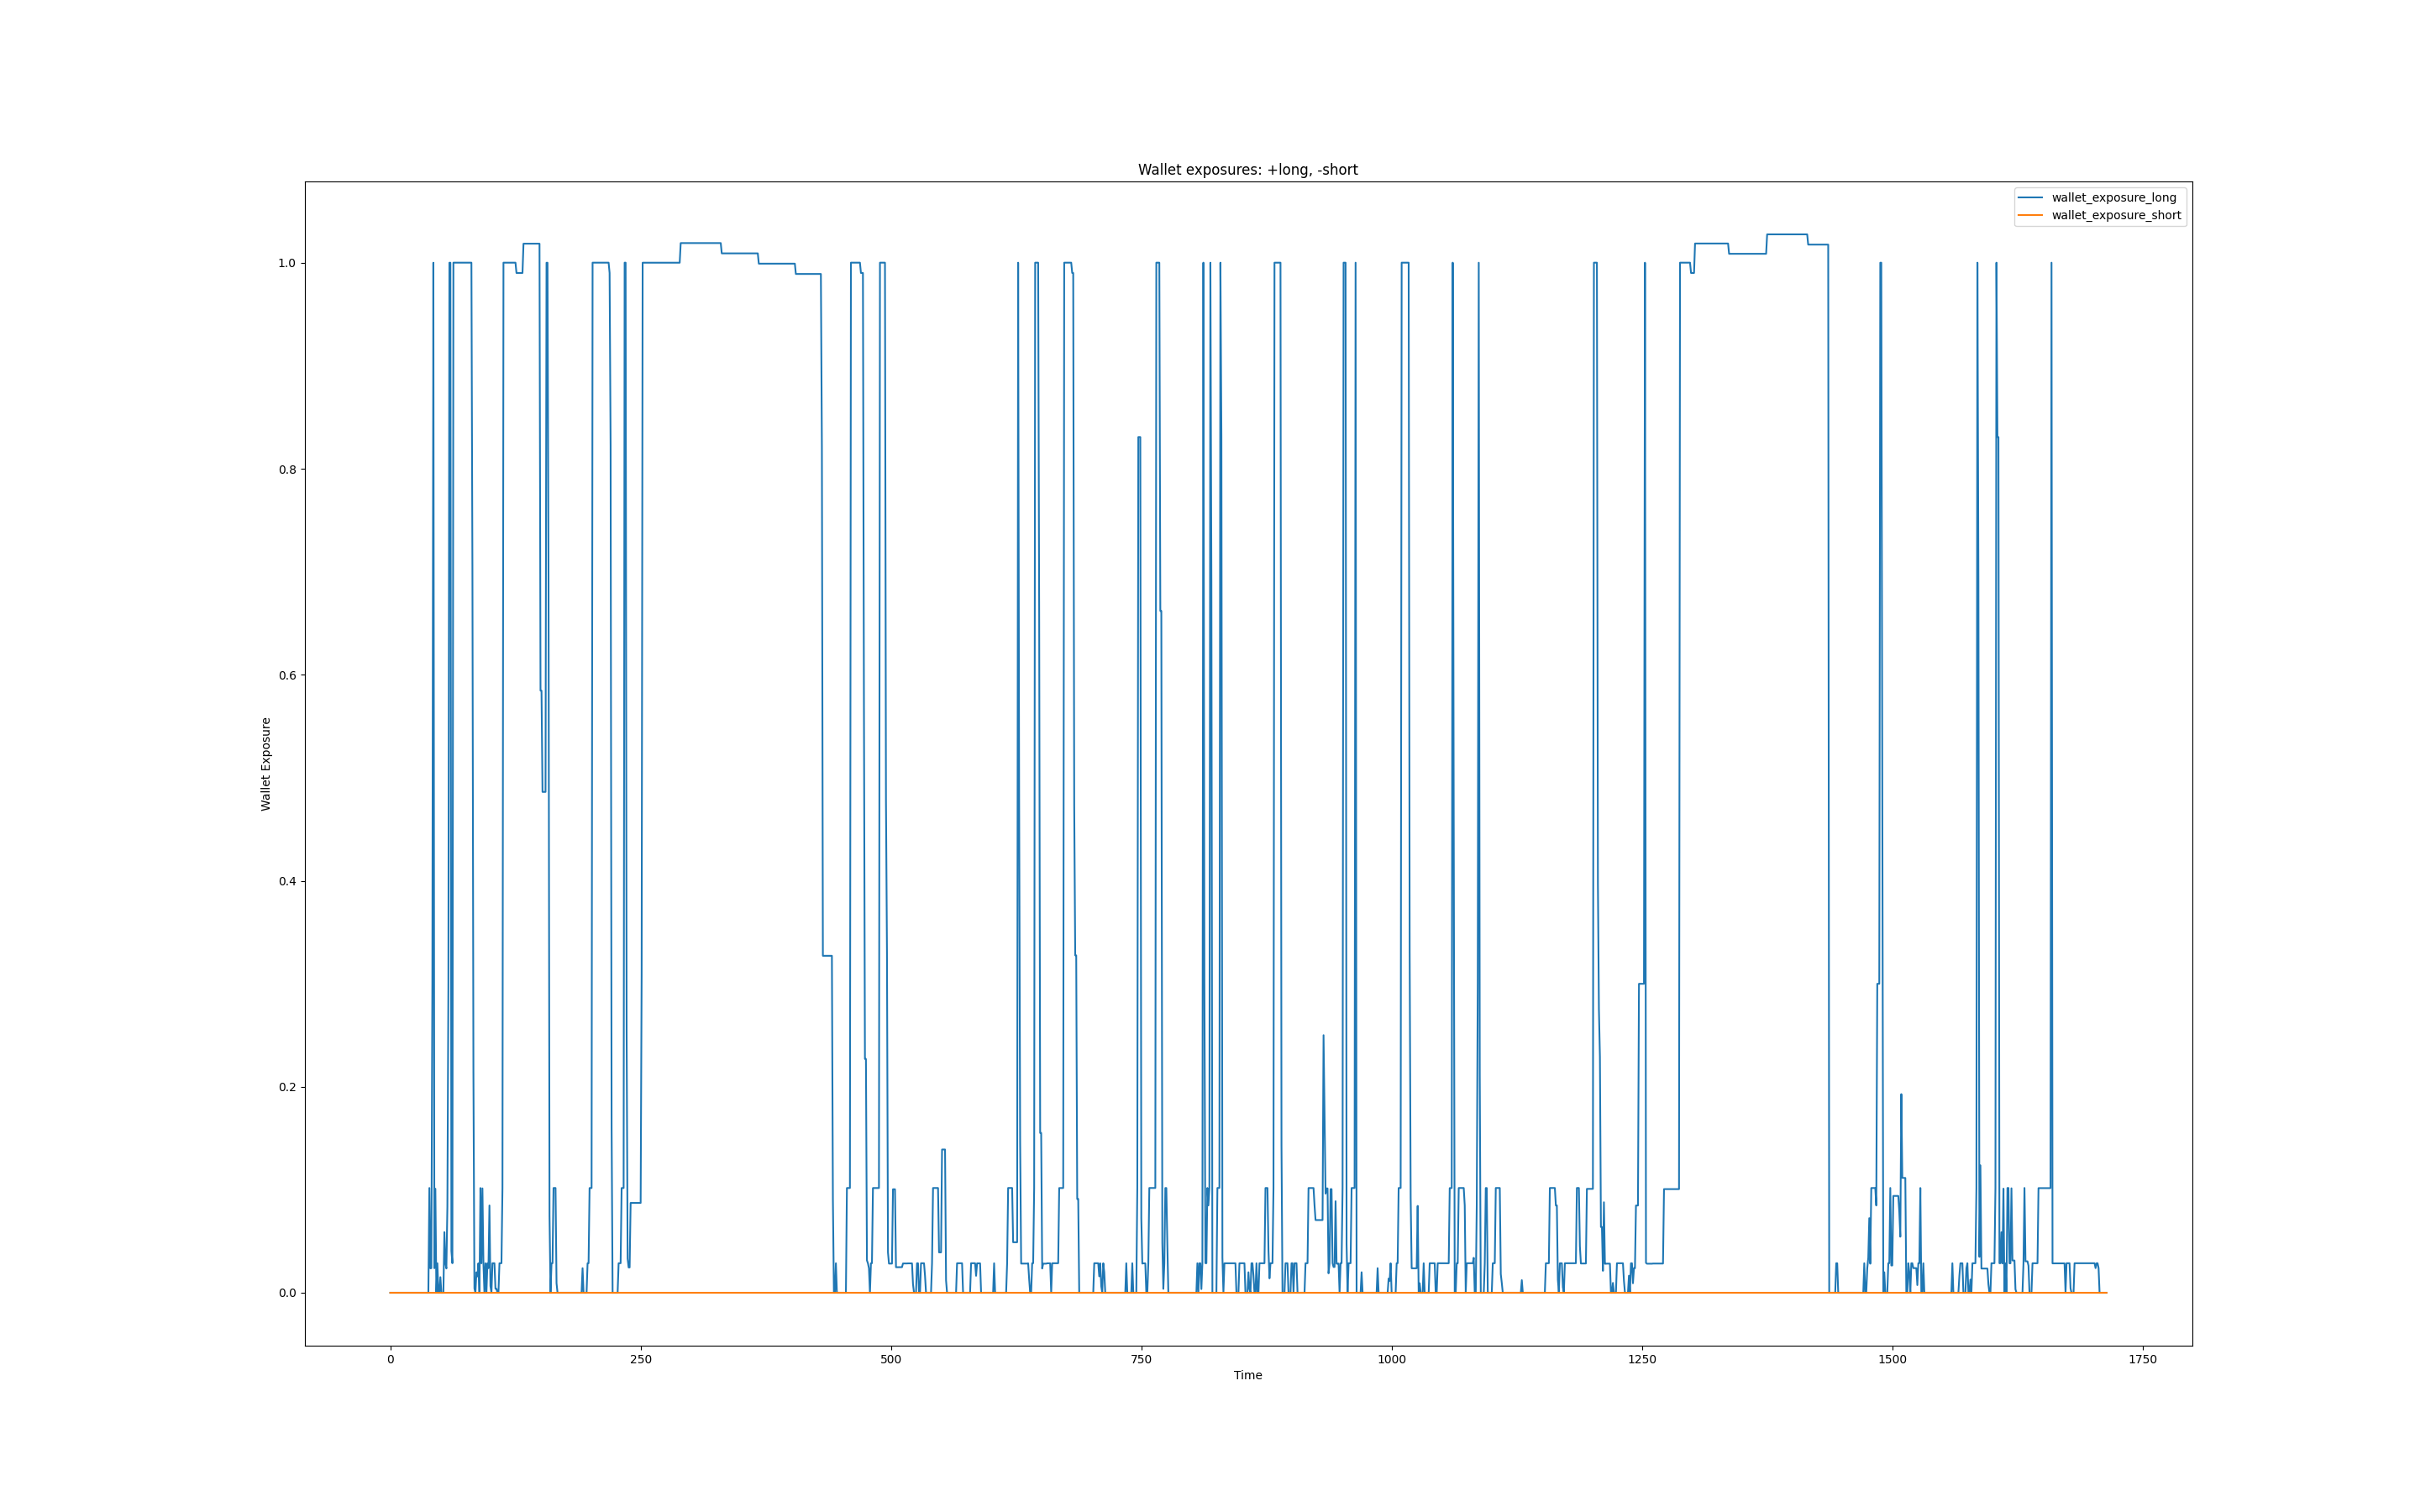 Wallet exposures: +long, -short
wallet_exposure_long
wallet_exposure_short
1.0
0.8
0.6
0.4
0.2
0.0
Wallet Exposure
0 250 500 750 1000 1250 1500 1750
Time